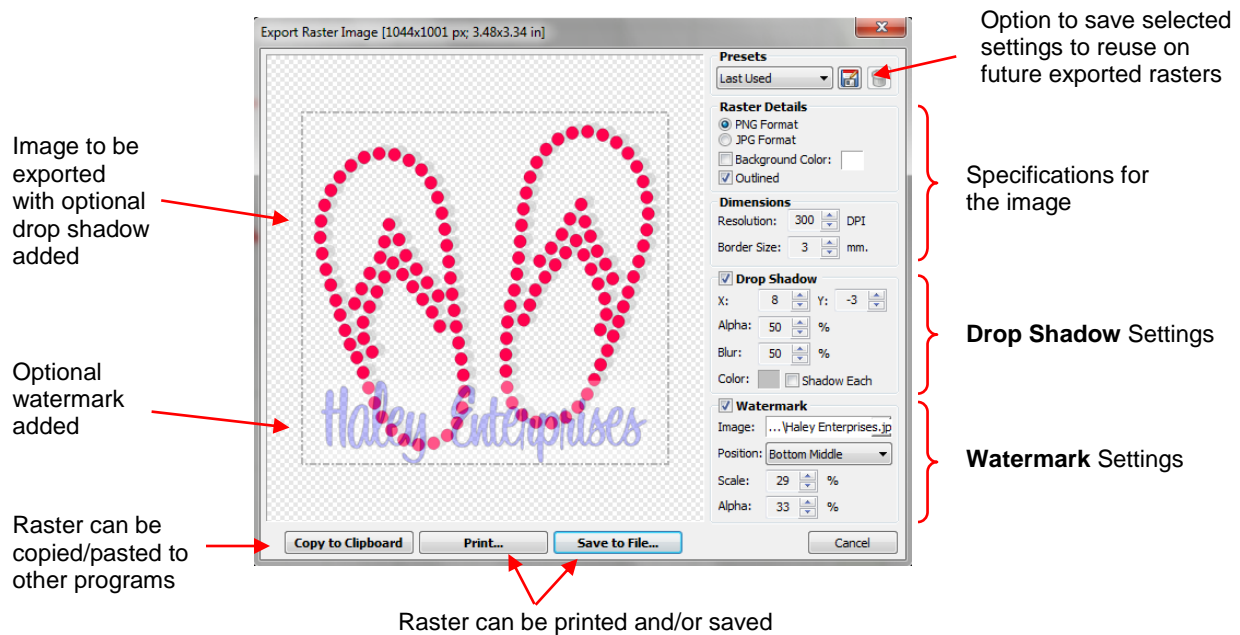 Option to save selected
settings to reuse on
future exported rasters
Export Raster Image [1044x1001 px; 3.48x3.34 in]
Image to be
exported
with optional
drop shadow
added
Optional
watermark
added
Raster can be
copied/pasted to
other programs
Haley Enterprises
Presets
Last Used
Raster Details
PNG Format
JPG Format
Background Color:
Outlined
Dimensions
Resolution: 300 DPI
Border Size: 3 mm.
Drop Shadow
X: 8 Y: -3
Alpha: 50 %
Blur: 50 %
Color: Shadow Each
Watermark
Image: ...\Haley Enterprises.jp
Position: Bottom Middle
Scale: 29 %
Alpha: 33 %
Specifications for
the image
Drop Shadow Settings
Watermark Settings
Copy to Clipboard Print... Save to File... Cancel
Raster can be printed and/or saved